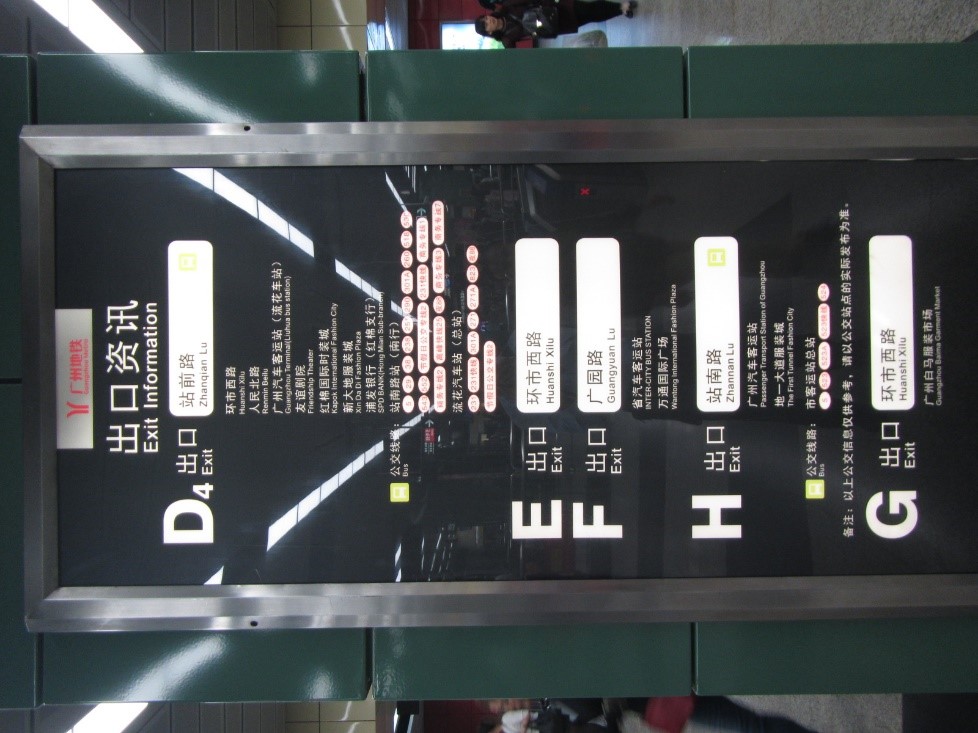 广州地铁
Guangzhou Metro
出口资讯
Exit Information
D4 出口 Exit
站前路
Zhanqian Lu
环市西路
Huanshi Xilu
人民北路
Renmin Beilu
广州汽车客运站（流花车站）
Guangzhou Terminal(Liuhua bus station)
友谊剧院
Friendship Theater
红棉国际时装城
Kapok International Fashion City
新大地服装城
Xin Da Di Fashion Plaza
浦发银行（红棉支行）
SPD BANK(Hong Mian Sub-branch)
公交线路：
Bus
站南路站（南行）
流花汽车站（总站）
E 出口 Exit
环市西路
Huanshi Xilu
F 出口 Exit
广园路
Guangyuan Lu
省汽车客运站
INTER-CITY BUS STATION
万通国际广场
Wantong International Fashion Plaza
H 出口 Exit
站南路
Zhannan Lu
广州汽车客运站
Passenger Transport Station of Guangzhou
地一大道服装城
The First Tunnel Fashion City
公交线路：
Bus
市客运站总站
备注：以上公交信息仅供参考，请以公交站点的实际发布为准。
G 出口 Exit
环市西路
Huanshi Xilu
广州白马服装市场
Guangzhou Baima Garment Market